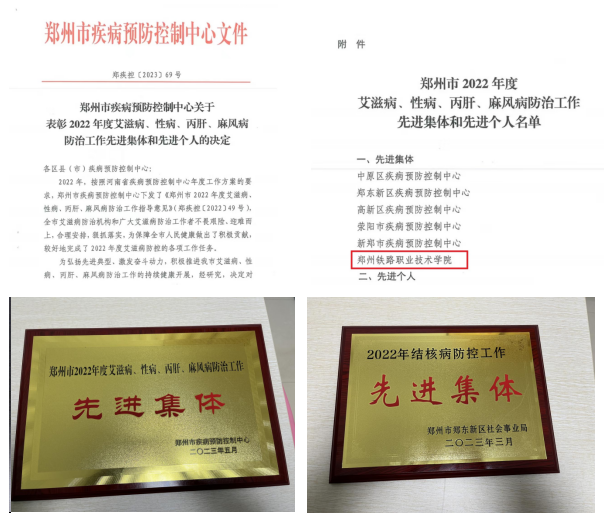 郑州市疾病预防控制中心文件
郑疾控〔2023〕69号
郑州市疾病预防控制中心关于
表彰2022年度艾滋病、性病、丙肝、麻风病
防治工作先进集体和先进个人的决定
各区县（市）疾病预防控制中心：
2022年，按照河南省疾病预防控制中心年度工作方案的要
求，郑州市疾病预防控制中心下发了《郑州市2022年艾滋病、
性病、丙肝、麻风病防治工作指导意见》（郑疾控〔2022〕49号），
全市艾滋病防治机构和广大艾滋病防治工作者不畏艰险、迎难而
上，合理安排、狠抓落实，为保障全市人民健康做出了积极贡献，
较好地完成了2022年度艾滋病防控的各项工作任务。
为弘扬先进典型、激发奋斗动力，积极推进我市艾滋病、性
病、丙肝、麻风病防治工作的持续健康开展，经研究，决定对
附 件
郑州市2022年度
艾滋病、性病、丙肝、麻风病防治工作
先进集体和先进个人名单
一、先进集体
中原区疾病预防控制中心
郑东新区疾病预防控制中心
高新区疾病预防控制中心
荥阳市疾病预防控制中心
新郑市疾病预防控制中心
郑州铁路职业技术学院
二、先进个人
郑州市2022年度艾滋病、性病、丙肝、麻风病防治工作
先进集体
郑州市疾病预防控制中心
二〇二三年五月
2022年结核病防控工作
先进集体
郑州市郑东新区社会事业局
二〇二三年三月